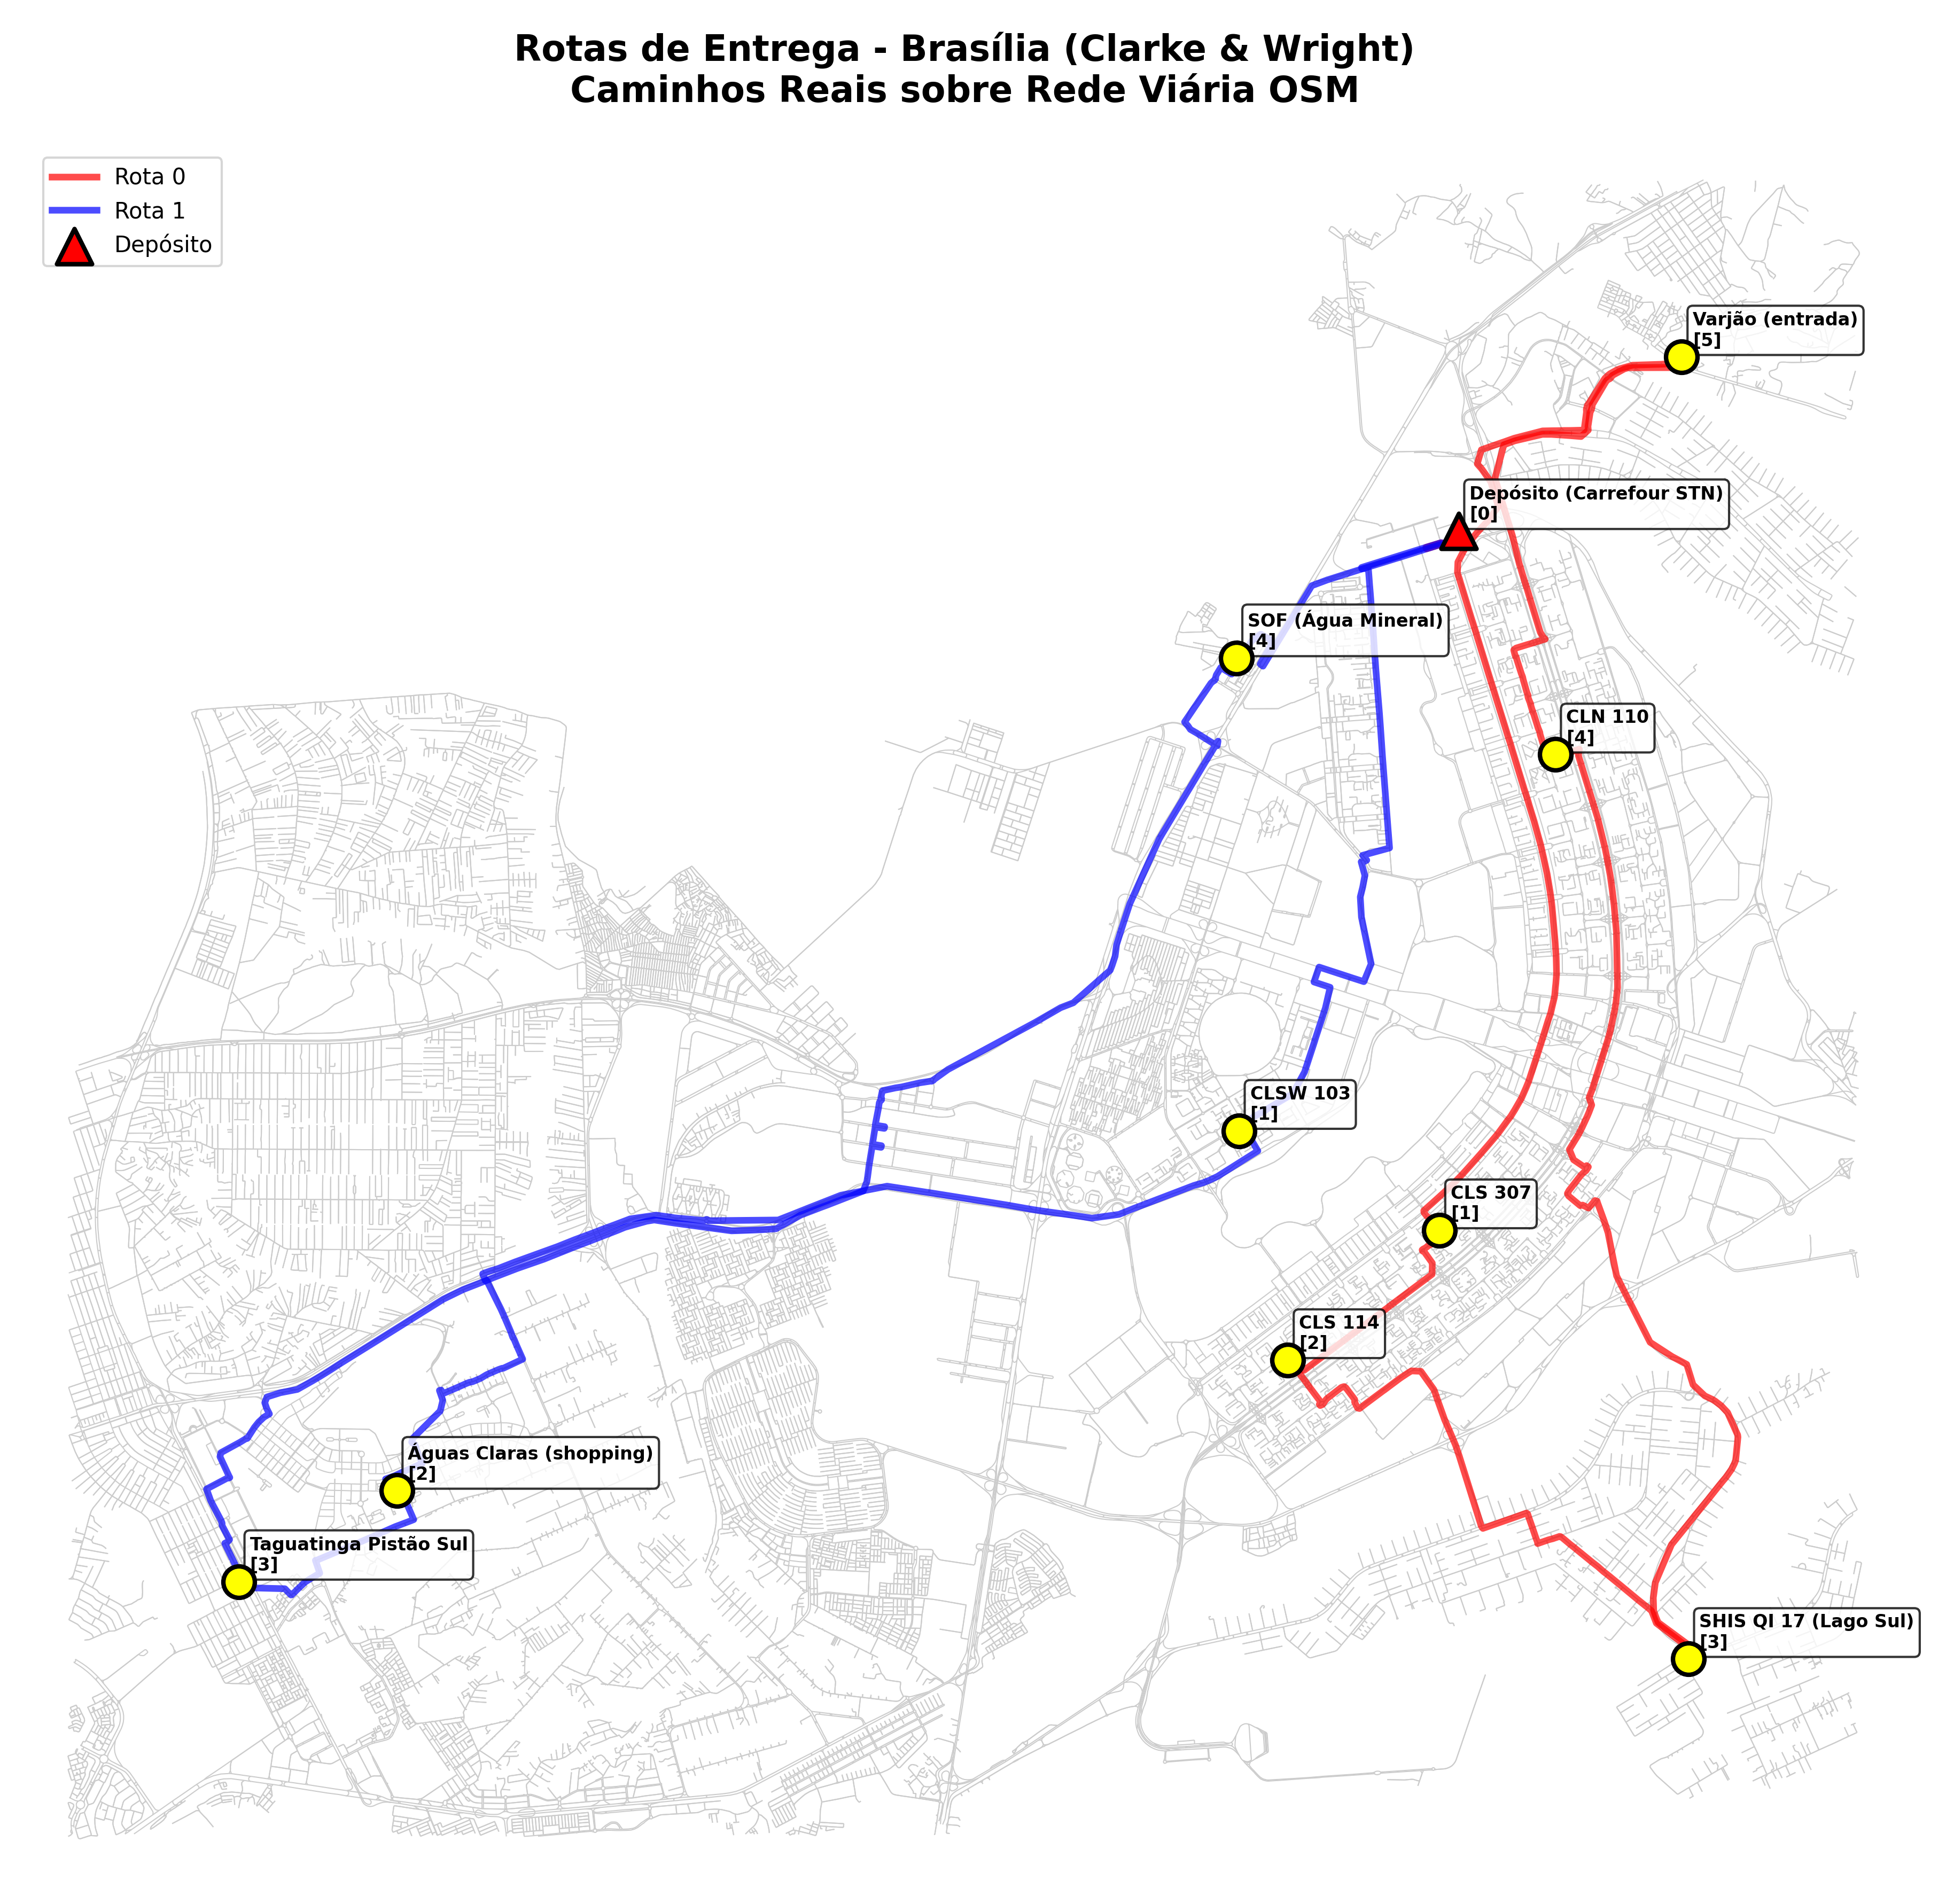 Rotas de Entrega - Brasília (Clarke & Wright)
Caminhos Reais sobre Rede Viária OSM
Rota 0
Rota 1
Depósito
Varjão (entrada)
[5]
Depósito (Carrefour STN)
[0]
SOF (Água Mineral)
[4]
CLN 110
[4]
CLSW 103
[1]
CLS 307
[1]
CLS 114
[2]
Águas Claras (shopping)
[2]
Taguatinga Pistão Sul
[3]
SHIS QI 17 (Lago Sul)
[3]